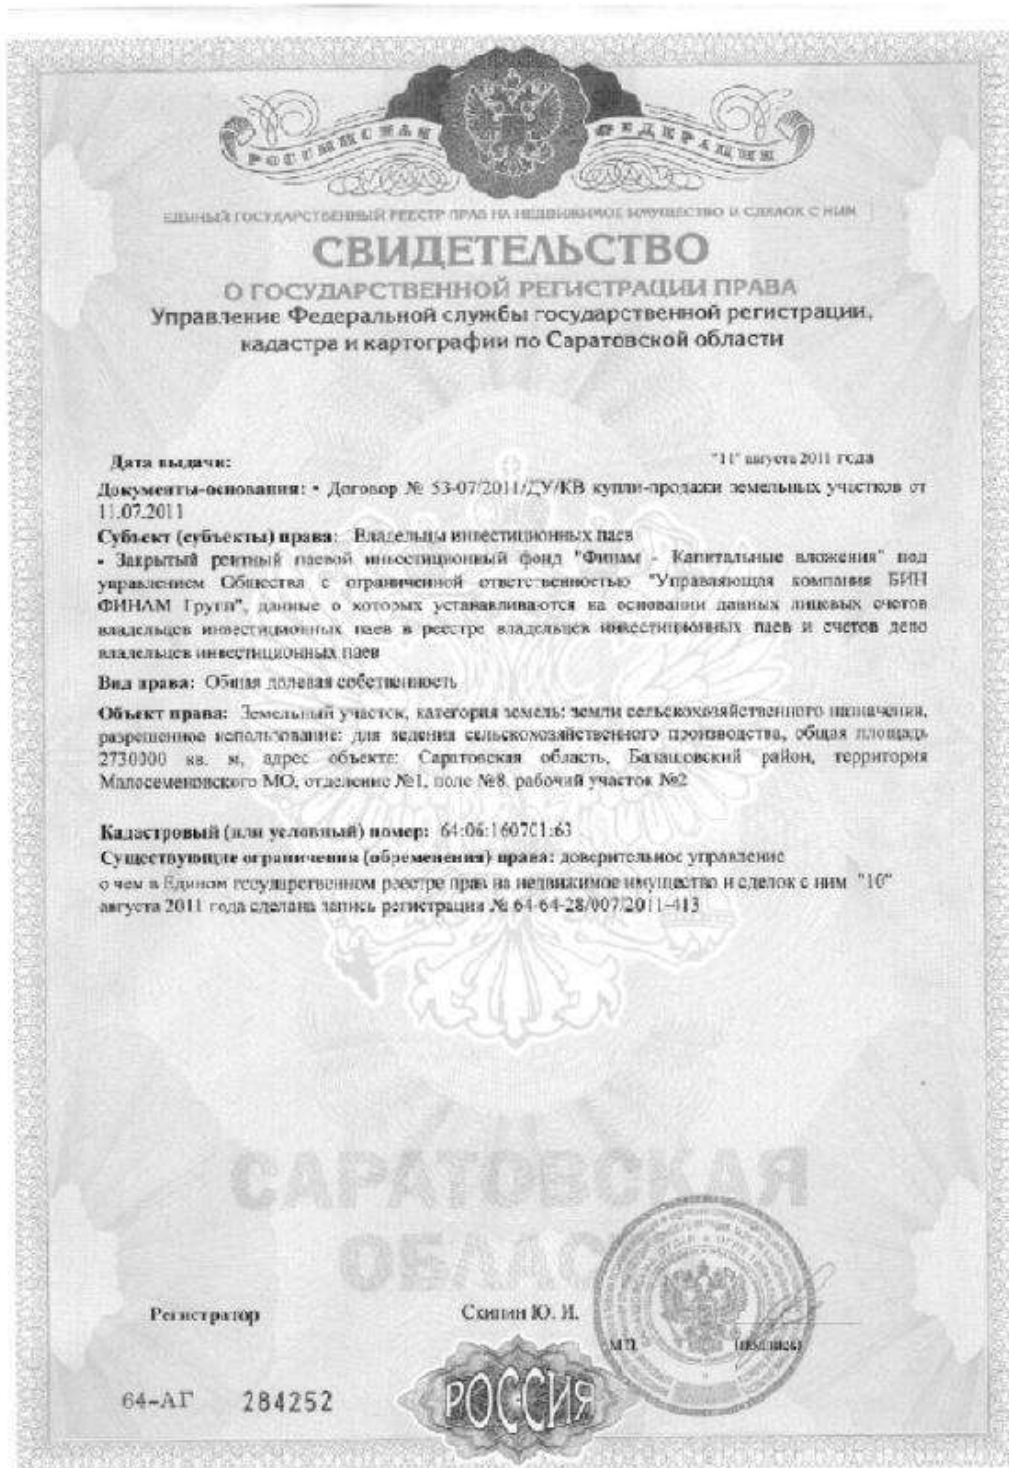 РОССИЙСКАЯ ФЕДЕРАЦИЯ
ЕДИНЫЙ ГОСУДАРСТВЕННЫЙ РЕЕСТР ПРАВ НА НЕДВИЖИМОЕ ИМУЩЕСТВО И СДЕЛОК С НИМ
СВИДЕТЕЛЬСТВО
О ГОСУДАРСТВЕННОЙ РЕГИСТРАЦИИ ПРАВА
Управление Федеральной службы государственной регистрации,
кадастра и картографии по Саратовской области
Дата выдачи: "11" августа 2011 года
Документы-основания: • Договор № 53-07/2011/ДУ/КВ купли-продажи земельных участков от
11.07.2011
Субъект (субъекты) права: Владельцы инвестиционных паев
- Закрытый рентный паевой инвестиционный фонд "Финам - Капитальные вложения" под
управлением Общества с ограниченной ответственностью "Управляющая компания БИН
ФИНАМ Групп", данные о которых устанавливаются на основании данных лицевых счетов
владельцев инвестиционных паев в реестре владельцев инвестиционных паев и счетов депо
владельцев инвестиционных паев
Вид права: Общая долевая собственность
Объект права: Земельный участок, категория земель: земли сельскохозяйственного назначения,
разрешенное использование: для ведения сельскохозяйственного производства, общая площадь
2730000 кв. м, адрес объекта: Саратовская область, Балашовский район, территория
Малосеменовского МО, отделение №1, поле №8, рабочий участок №2
Кадастровый (или условный) номер: 64:06:160701:63
Существующие ограничения (обременения) права: доверительное управление
о чем в Едином государственном реестре прав на недвижимое имущество и сделок с ним "10"
августа 2011 года сделана запись регистрации № 64-64-28/007/2011-413
САРАТОВСКАЯ
Регистратор Скипин Ю. И.
М.П. (подпись)
64-АГ 284252
РОССИЯ